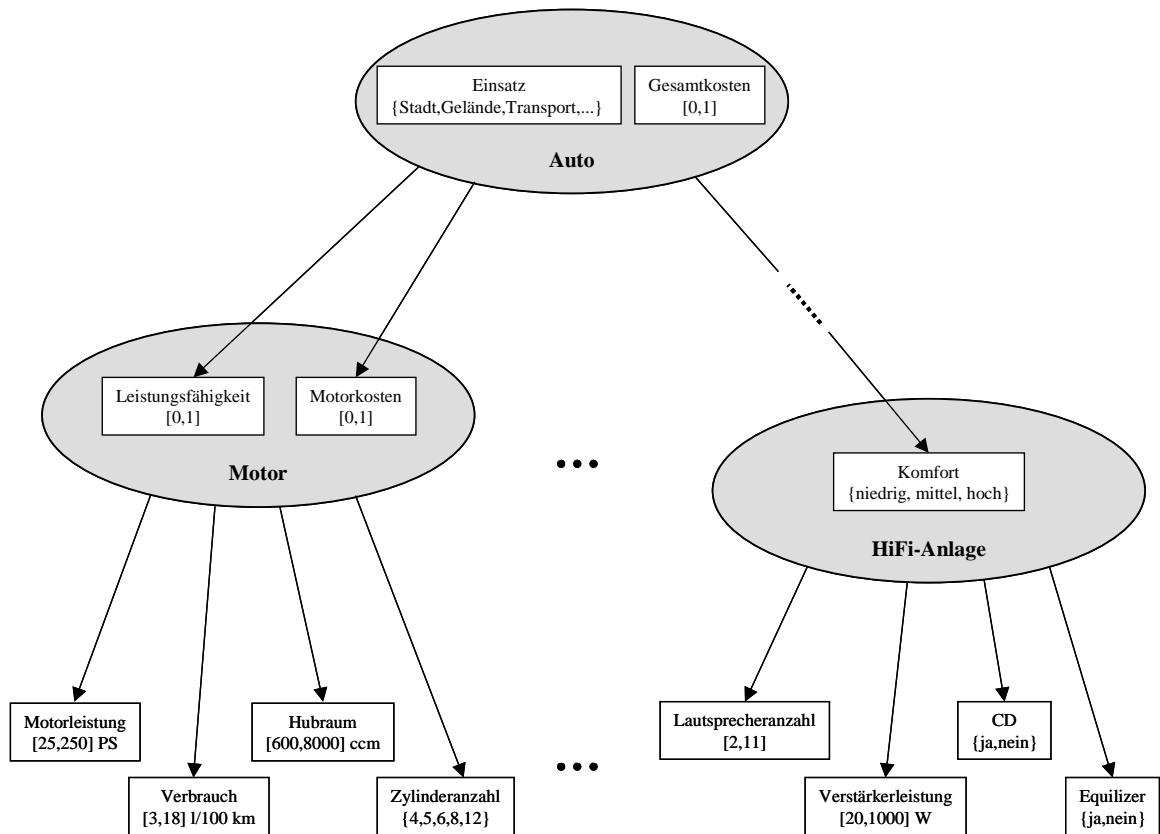 Einsatz
{Stadt,Gelände,Transport,...}
Gesamtkosten
[0,1]
Auto
Leistungsfähigkeit
[0,1]
Motorkosten
[0,1]
Motor
Komfort
{niedrig, mittel, hoch}
HiFi-Anlage
Motorleistung
[25,250] PS
Hubraum
[600,8000] ccm
Lautsprecheranzahl
[2,11]
CD
{ja,nein}
Verbrauch
[3,18] l/100 km
Zylinderanzahl
{4,5,6,8,12}
Verstärkerleistung
[20,1000] W
Equilizer
{ja,nein}